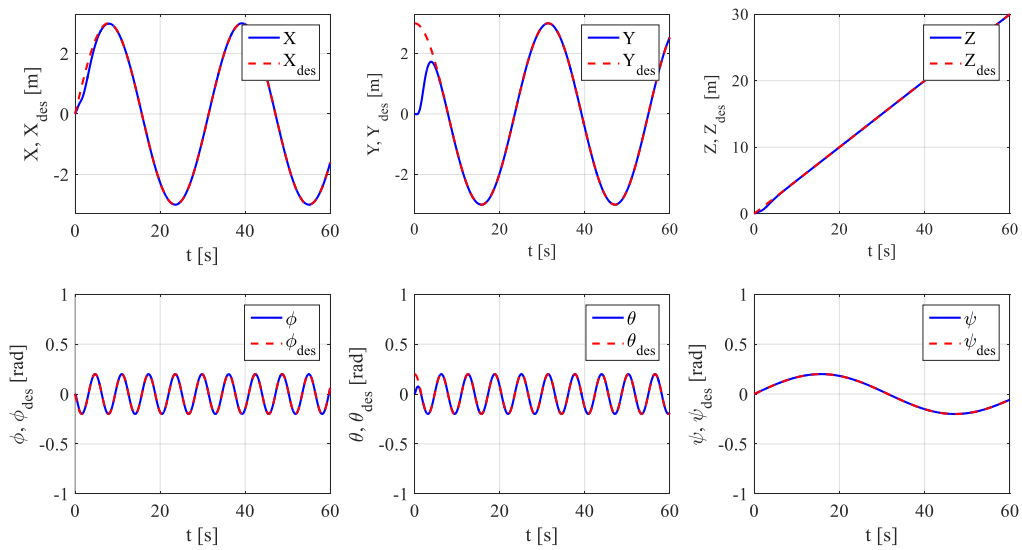 X, X_des [m]
2
0
-2
X
X_des
0
20
40
60
t [s]
Y, Y_des [m]
2
0
-2
Y
Y_des
0
20
40
60
t [s]
Z, Z_des [m]
30
20
10
0
Z
Z_des
0
20
40
60
t [s]
ϕ, ϕ_des [rad]
1
0.5
0
-0.5
-1
ϕ
ϕ_des
0
20
40
60
t [s]
θ, θ_des [rad]
1
0.5
0
-0.5
-1
θ
θ_des
0
20
40
60
t [s]
ψ, ψ_des [rad]
1
0.5
0
-0.5
-1
ψ
ψ_des
0
20
40
60
t [s]